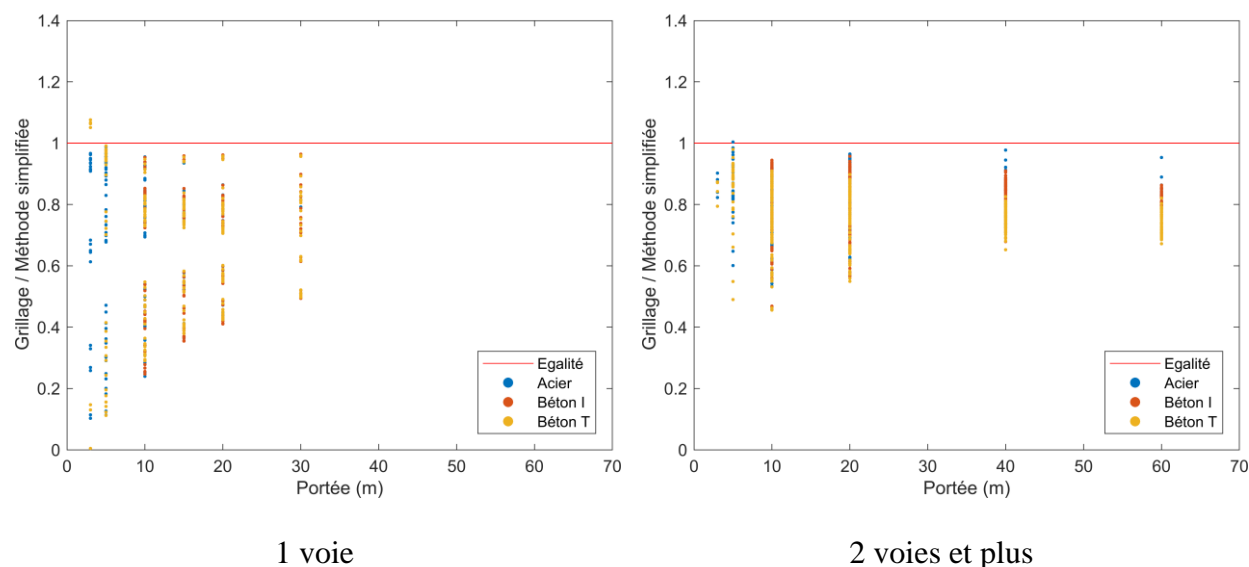 1.4
1.2
1
0.8
0.6
0.4
0.2
0
Grillage / Méthode simplifiée
0 10 20 30 40 50 60 70
Portée (m)
Egalité
Acier
Béton I
Béton T
1 voie
1.4
1.2
1
0.8
0.6
0.4
0.2
0
Grillage / Méthode simplifiée
0 10 20 30 40 50 60 70
Portée (m)
Egalité
Acier
Béton I
Béton T
2 voies et plus